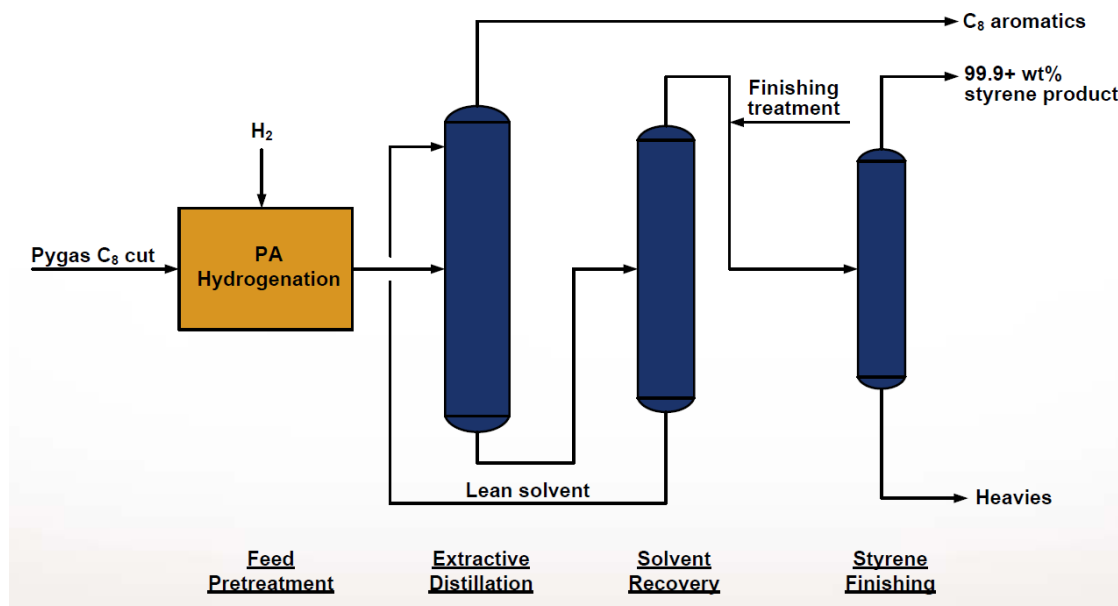 C₈ aromatics
99.9+ wt%
styrene product
Finishing
treatment
H₂
Pygas C₈ cut
PA
Hydrogenation
Lean solvent
Heavies
Feed
Pretreatment
Extractive
Distillation
Solvent
Recovery
Styrene
Finishing